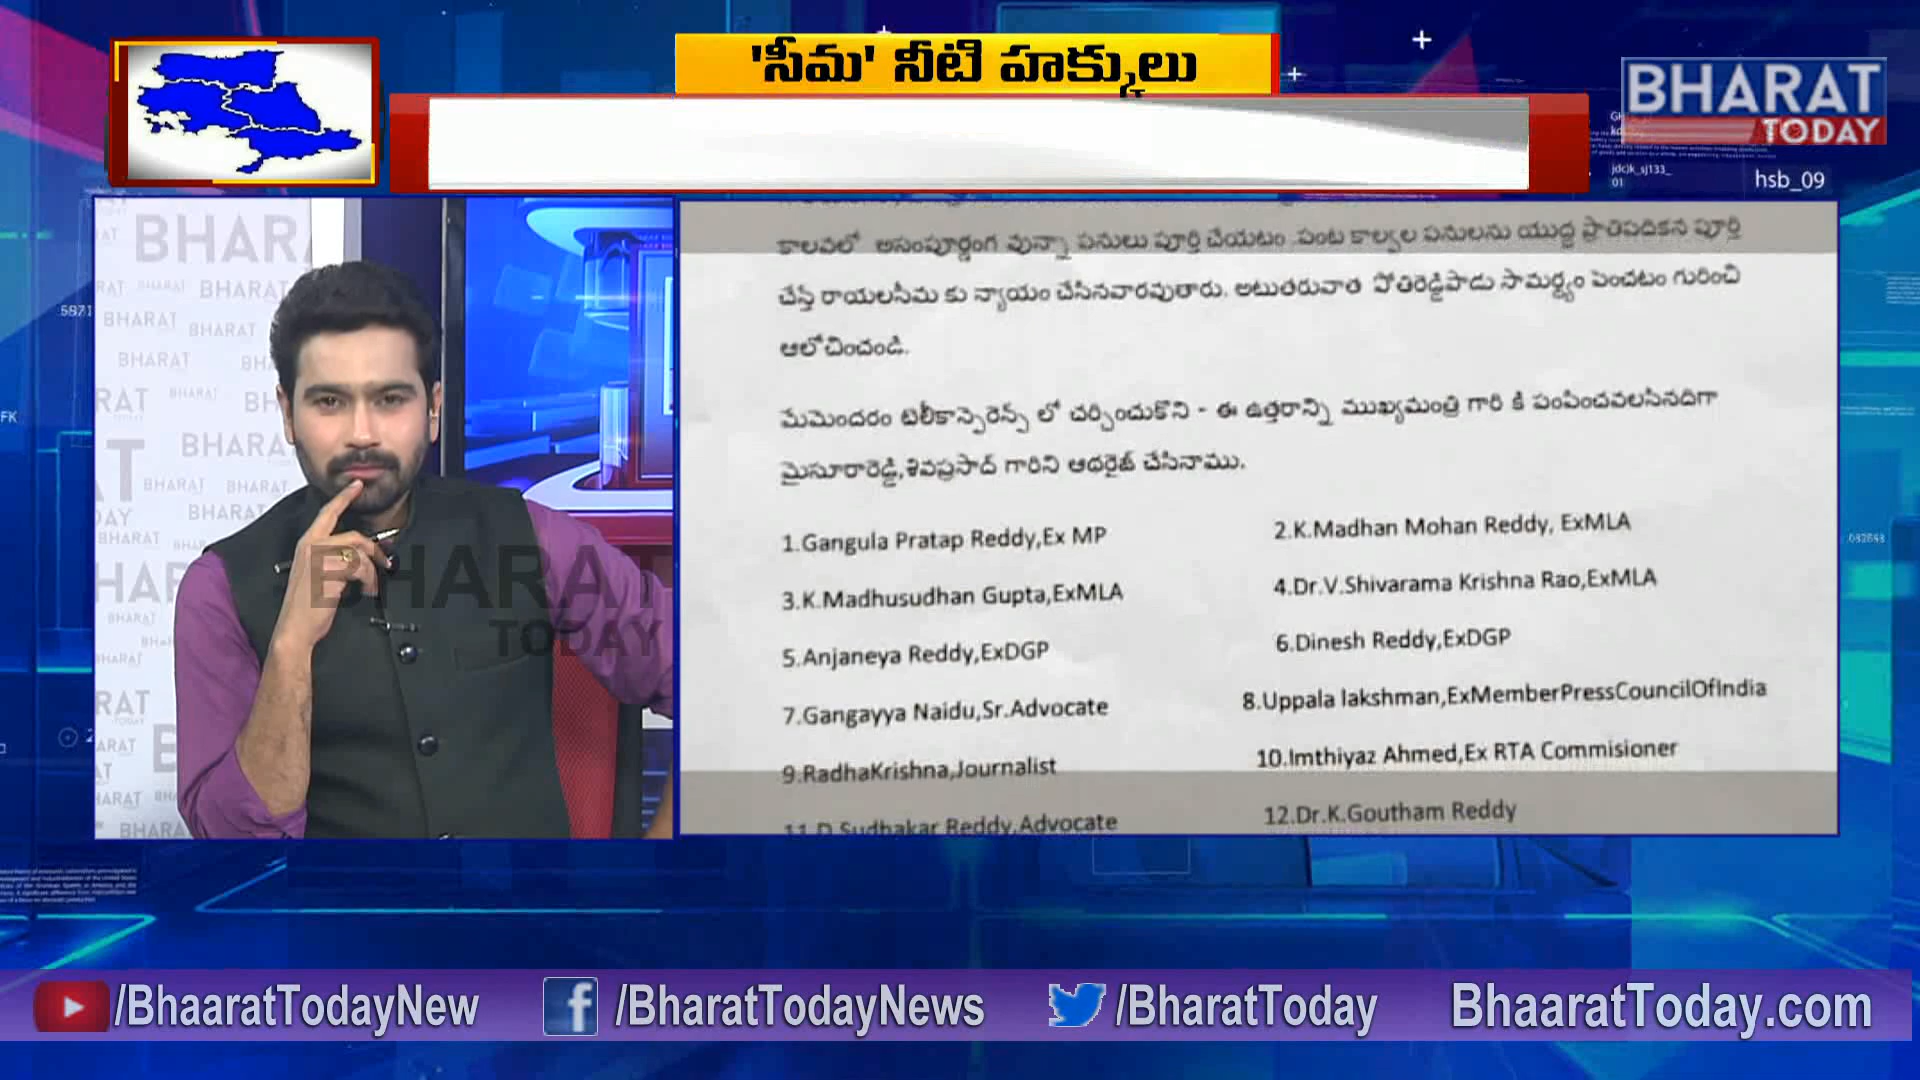 'సీమ' నీటి హక్కులు
BHARAT
TODAY
hsb_09
కాలవలో అసంపూర్ణంగ వున్నా పనులు పూర్తి చేయటం .పంట కాల్వల పనులను యుద్ధ ప్రాతిపదికన పూర్తి
చేస్తే రాయలసీమ కు న్యాయం చేసినవారవుతారు. అటుతరువాత పోతిరెడ్డిపాడు సామర్థ్యం పెంచటం గురించి
ఆలోచించండి.
మేమెందరం టెలీకాన్ఫరెన్స్ లో చర్చించుకొని - ఈ ఉత్తరాన్ని ముఖ్యమంత్రి గారి కి పంపించవలసినదిగా
మైసూరారెడ్డి,శివప్రసాద్ గారిని ఆథరైజ్ చేసినాము.
1.Gangula Pratap Reddy,Ex MP
2.K.Madhan Mohan Reddy, ExMLA
3.K.Madhusudhan Gupta,ExMLA
4.Dr.V.Shivarama Krishna Rao,ExMLA
5.Anjaneya Reddy,ExDGP
6.Dinesh Reddy,ExDGP
7.Gangayya Naidu,Sr.Advocate
8.Uppala lakshman,ExMemberPressCouncilOfIndia
9.RadhaKrishna,Journalist
10.Imthiyaz Ahmed,Ex RTA Commisioner
11.D.Sudhakar Reddy,Advocate
12.Dr.K.Goutham Reddy
BHARAT
TODAY
/BhaaratTodayNew
/BharatTodayNews
/BharatToday
BhaaratToday.com